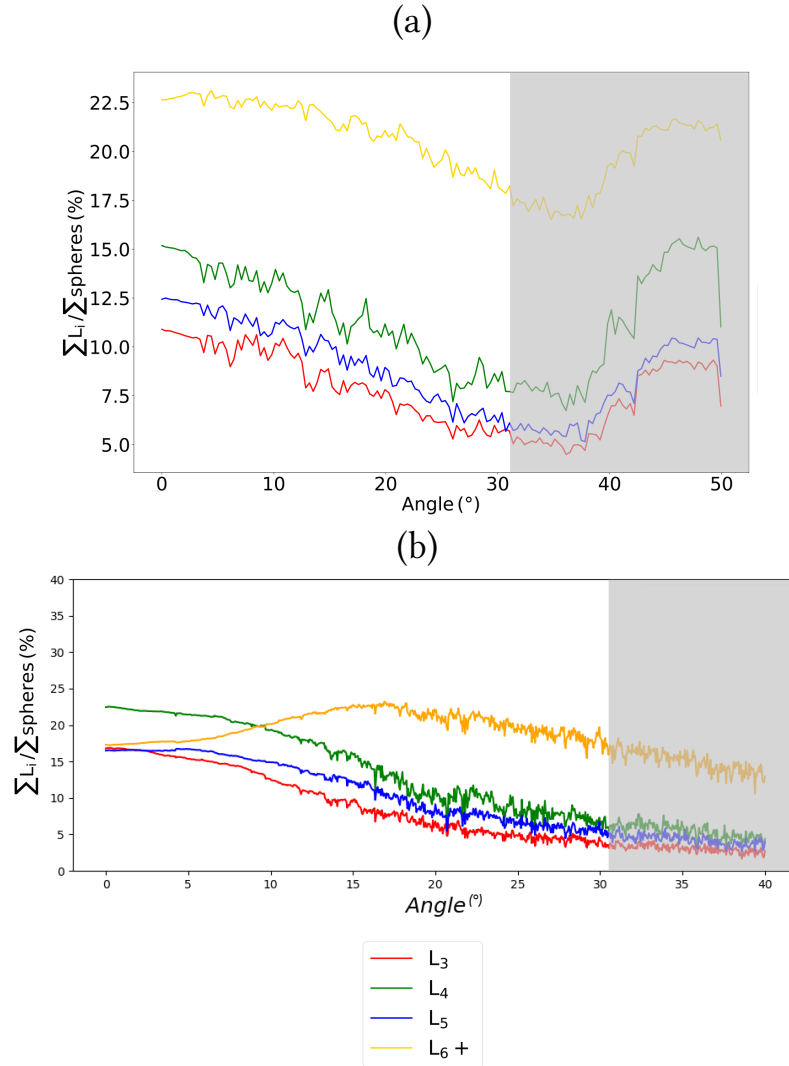 (a)
∑Lᵢ/∑spheres (%)
22.5
20.0
17.5
15.0
12.5
10.0
7.5
5.0
0 10 20 30 40 50
Angle (°)
(b)
∑Lᵢ/∑spheres (%)
40
35
30
25
20
15
10
5
0
0 5 10 15 20 25 30 35 40
Angle (°)
L₃
L₄
L₅
L₆ +